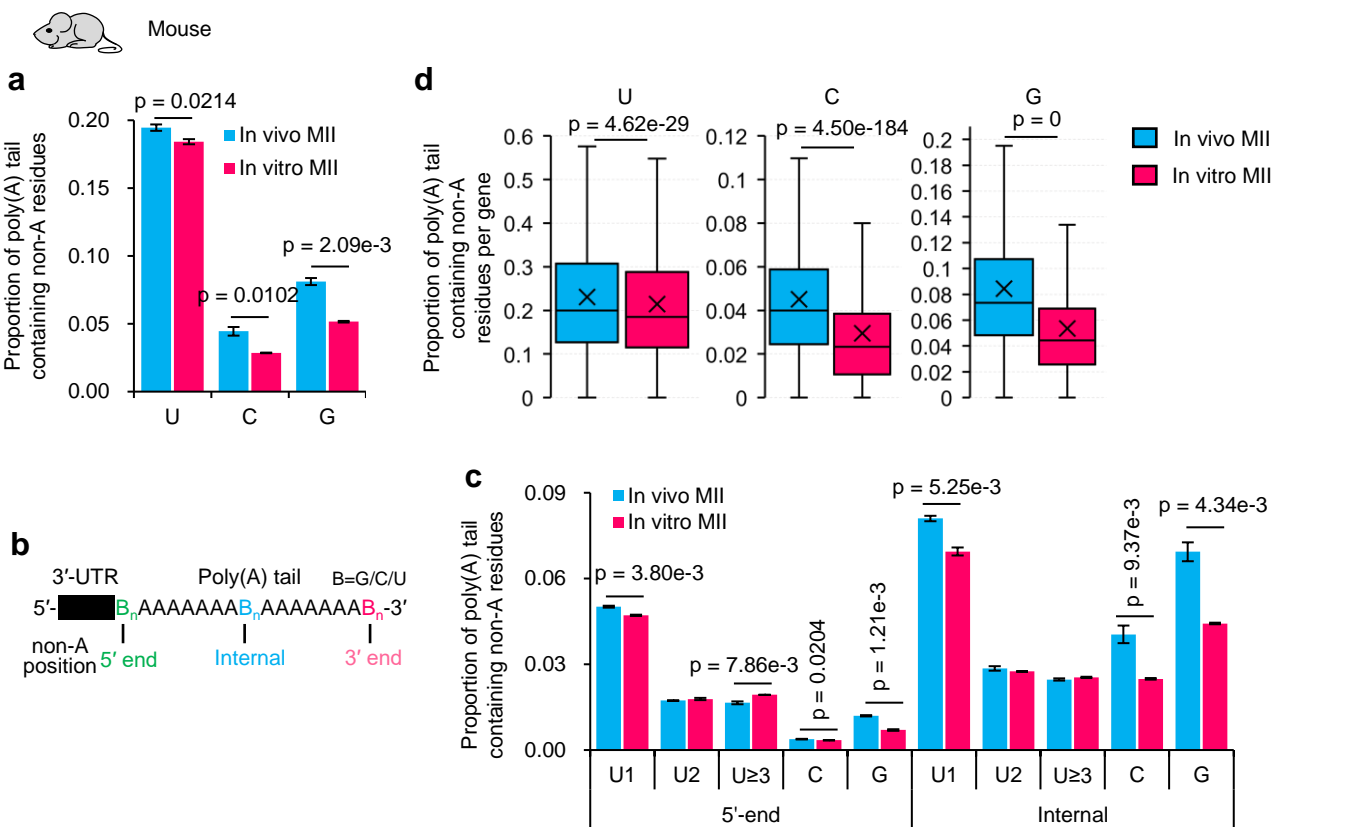 Mouse
a
Proportion of poly(A) tail
containing non-A residues
p = 0.0214
In vivo MII
In vitro MII
p = 0.0102
p = 2.09e-3
0.20
0.15
0.10
0.05
0.00
U C G
d
Proportion of poly(A) tail
containing non-A
residues per gene
U
p = 4.62e-29
0.6
0.5
0.4
0.3
0.2
0.1
0
C
p = 4.50e-184
0.12
0.1
0.08
0.06
0.04
0.02
0
G
p = 0
0.2
0.18
0.16
0.14
0.12
0.1
0.08
0.06
0.04
0.02
0
In vivo MII
In vitro MII
b
3′-UTR Poly(A) tail B=G/C/U
5′-BnAAAAAAABnAAAAAAABn-3′
non-A
position 5′ end Internal 3′ end
c
Proportion of poly(A) tail
containing non-A residues
In vivo MII
In vitro MII
0.09
0.06
0.03
0.00
p = 3.80e-3
p = 7.86e-3
p = 0.0204
p = 1.21e-3
p = 5.25e-3
p = 9.37e-3
p = 4.34e-3
U1 U2 U≥3 C G U1 U2 U≥3 C G
5'-end Internal